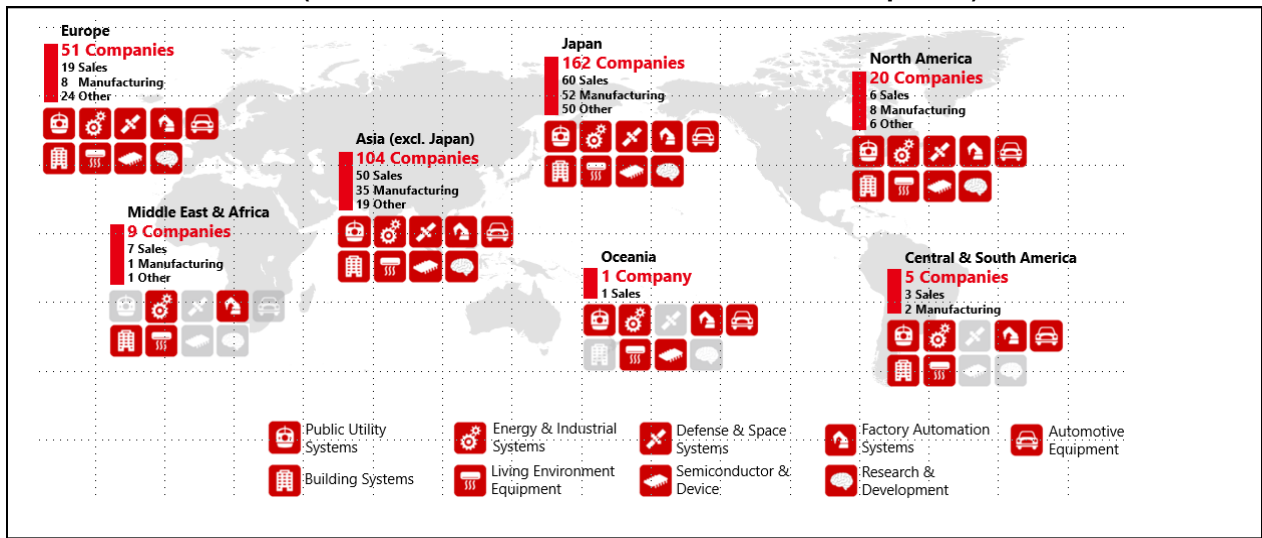 Europe
51 Companies
19 Sales
8 Manufacturing
24 Other
Japan
162 Companies
60 Sales
52 Manufacturing
50 Other
North America
20 Companies
6 Sales
8 Manufacturing
6 Other
Asia (excl. Japan)
104 Companies
50 Sales
35 Manufacturing
19 Other
Middle East & Africa
9 Companies
7 Sales
1 Manufacturing
1 Other
Oceania
1 Company
1 Sales
Central & South America
5 Companies
3 Sales
2 Manufacturing
Public Utility
Systems
Energy & Industrial
Systems
Defense & Space
Systems
Factory Automation
Systems
Automotive
Equipment
Building Systems
Living Environment
Equipment
Semiconductor &
Device
Research &
Development